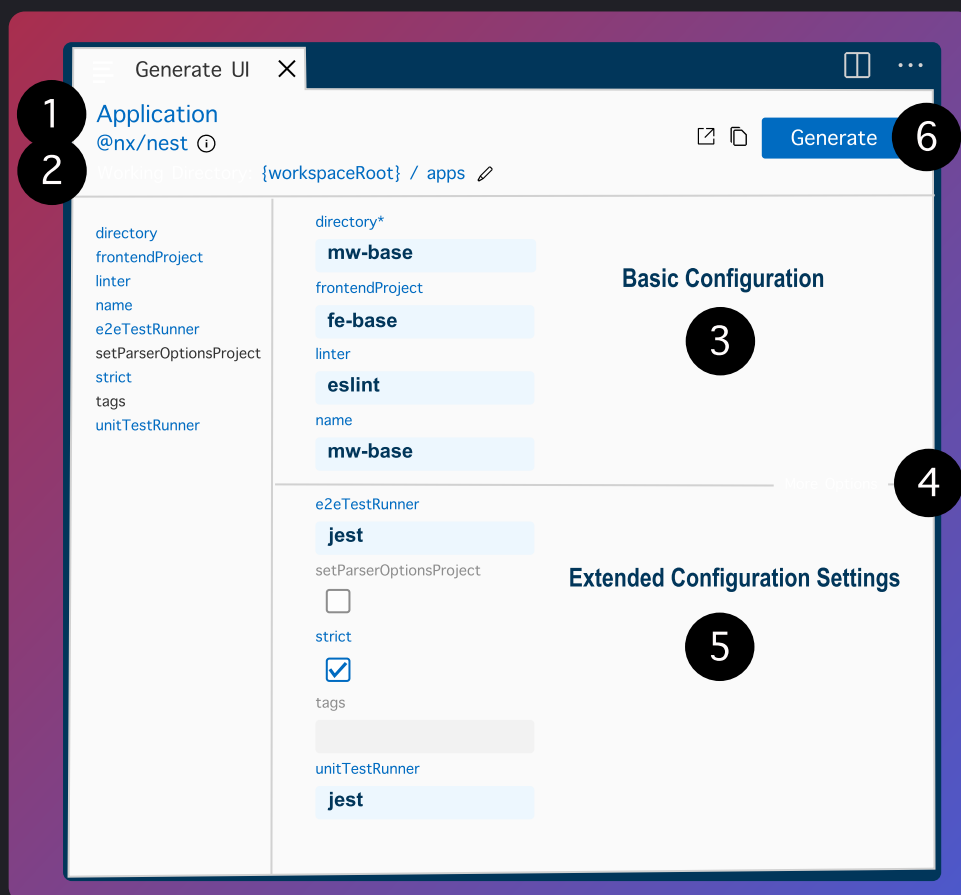 Generate UI
1
Application
@nx/nest
Generate
6
2
Working Directory {workspaceRoot} / apps
directory
frontendProject
linter
name
e2eTestRunner
setParserOptionsProject
strict
tags
unitTestRunner
directory*
mw-base
frontendProject
fe-base
linter
eslint
name
mw-base
Basic Configuration
3
4
e2eTestRunner
jest
setParserOptionsProject
strict
tags
unitTestRunner
jest
Extended Configuration Settings
5